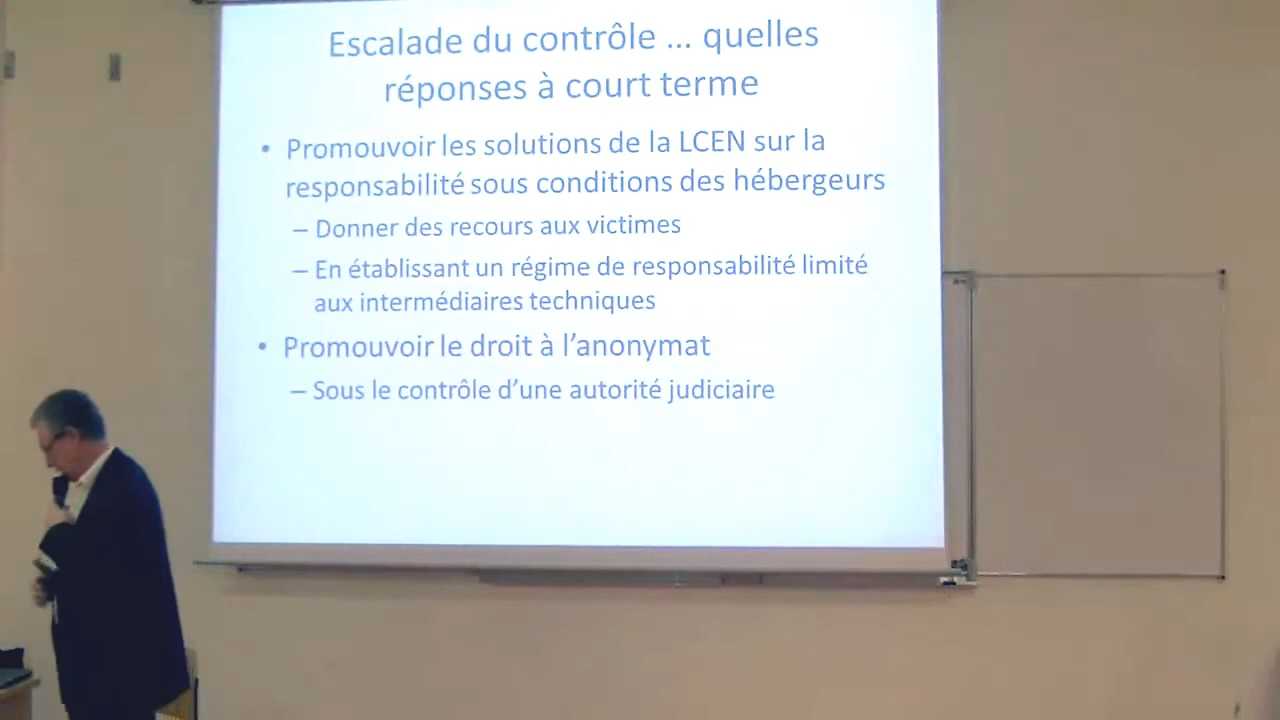 Escalade du contrôle ... quelles
réponses à court terme
• Promouvoir les solutions de la LCEN sur la
responsabilité sous conditions des hébergeurs
– Donner des recours aux victimes
– En établissant un régime de responsabilité limité
aux intermédiaires techniques
• Promouvoir le droit à l’anonymat
– Sous le contrôle d’une autorité judiciaire